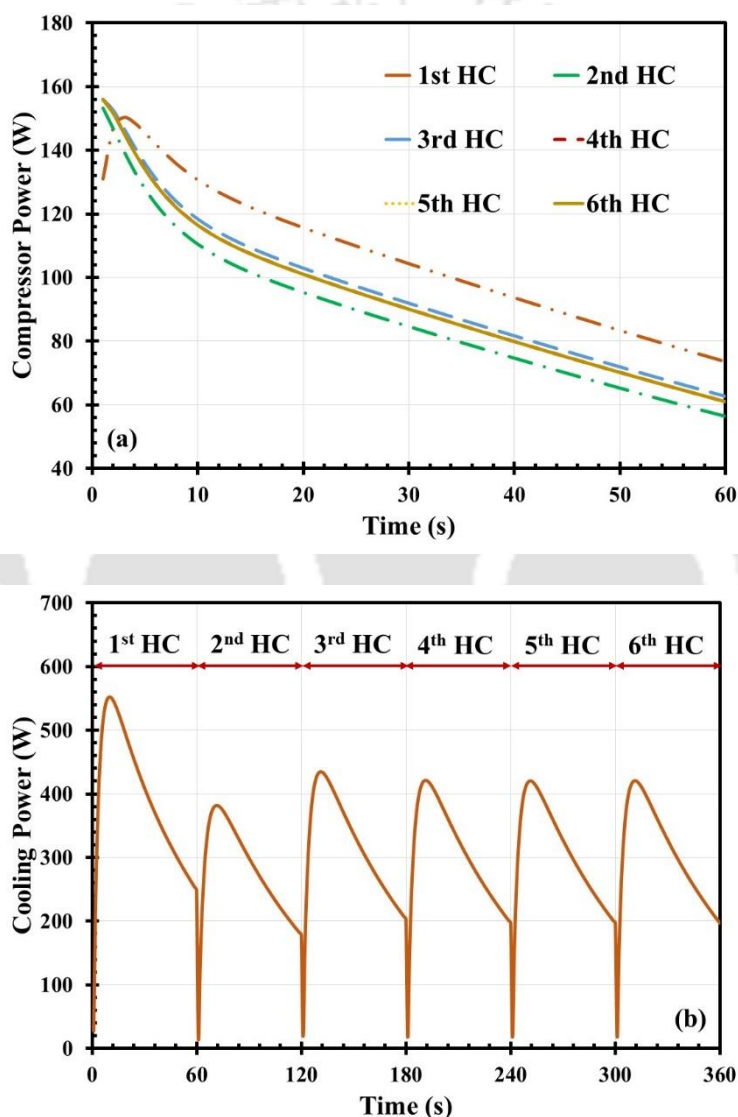 180
160
140
120
100
80
60
40
Compressor Power (W)
1st HC
2nd HC
3rd HC
4th HC
5th HC
6th HC
(a)
0 10 20 30 40 50 60
Time (s)
700
600
500
400
300
200
100
0
Cooling Power (W)
1st HC 2nd HC 3rd HC 4th HC 5th HC 6th HC
(b)
0 60 120 180 240 300 360
Time (s)